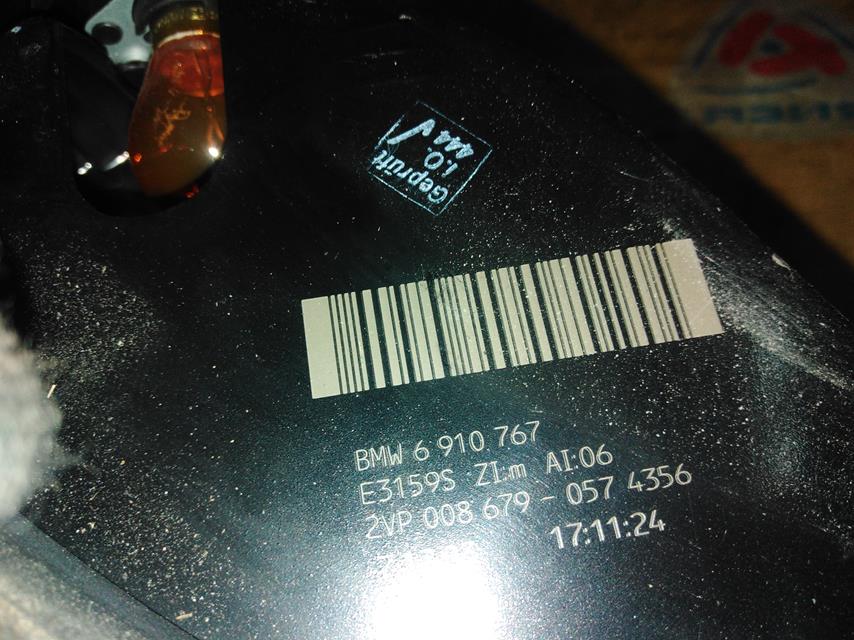 Geprüft
I.O.
444
BMW 6 910 767
E3159S ZI.m AI:06
2VP 008 679 - 057 4356
17:11:24